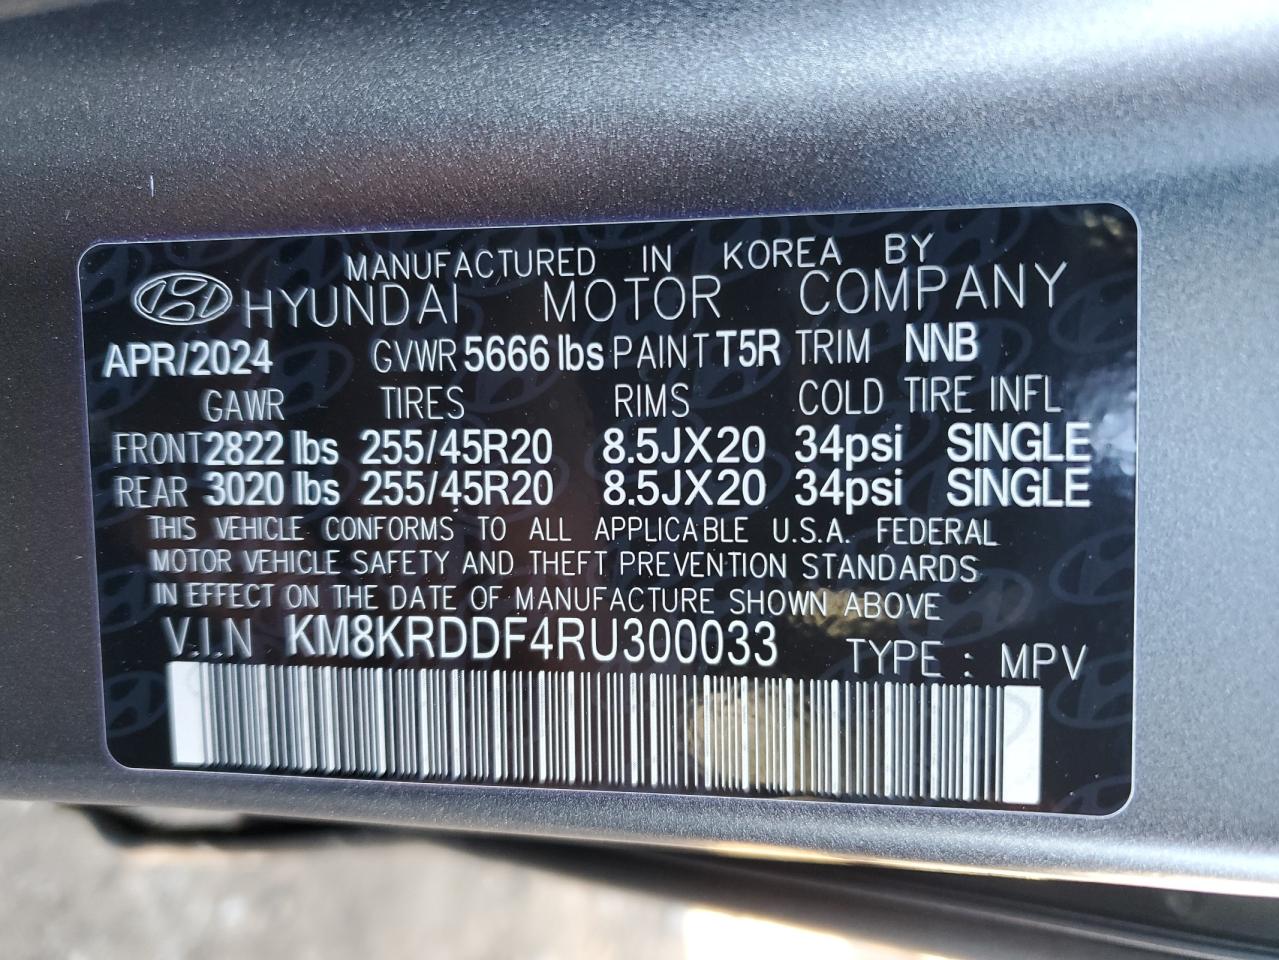 MANUFACTURED IN KOREA BY
HYUNDAI MOTOR COMPANY
APR/2024 GVWR 5666 lbs PAINT T5R TRIM NNB
GAWR TIRES RIMS COLD TIRE INFL
FRONT 2822 lbs 255/45R20 8.5JX20 34psi SINGLE
REAR 3020 lbs 255/45R20 8.5JX20 34psi SINGLE
THIS VEHICLE CONFORMS TO ALL APPLICABLE U.S.A. FEDERAL
MOTOR VEHICLE SAFETY AND THEFT PREVENTION STANDARDS
IN EFFECT ON THE DATE OF MANUFACTURE SHOWN ABOVE
V.I.N KM8KRDDF4RU300033 TYPE : MPV